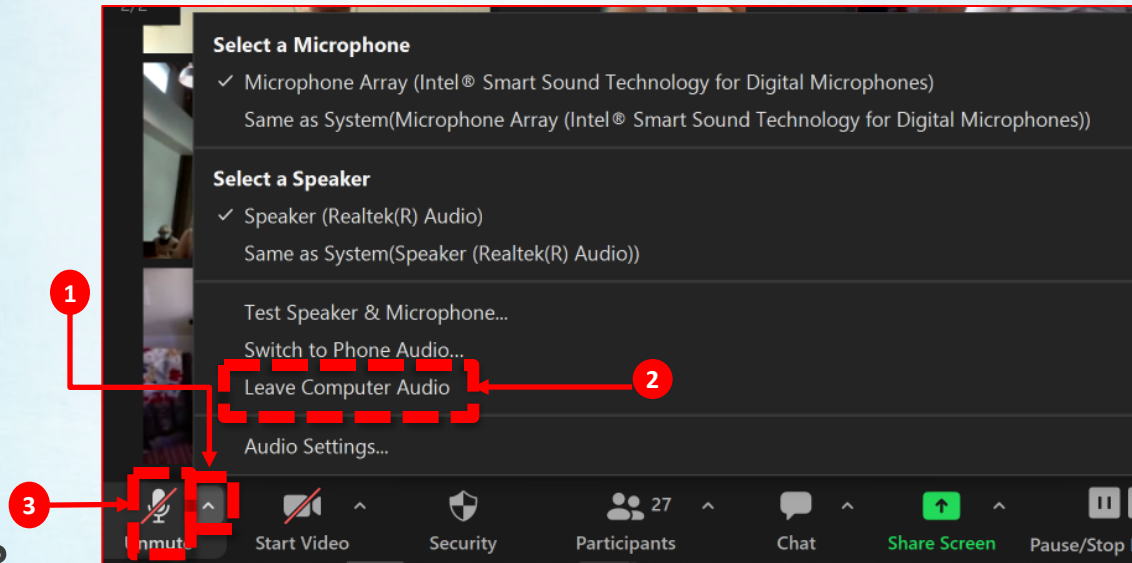 2/2
Select a Microphone
✓ Microphone Array (Intel® Smart Sound Technology for Digital Microphones)
Same as System(Microphone Array (Intel® Smart Sound Technology for Digital Microphones))
Select a Speaker
✓ Speaker (Realtek(R) Audio)
Same as System(Speaker (Realtek(R) Audio))
1
Test Speaker & Microphone...
Switch to Phone Audio...
Leave Computer Audio
2
Audio Settings...
3
27
Unmute
Start Video
Security
Participants
Chat
Share Screen
Pause/Stop